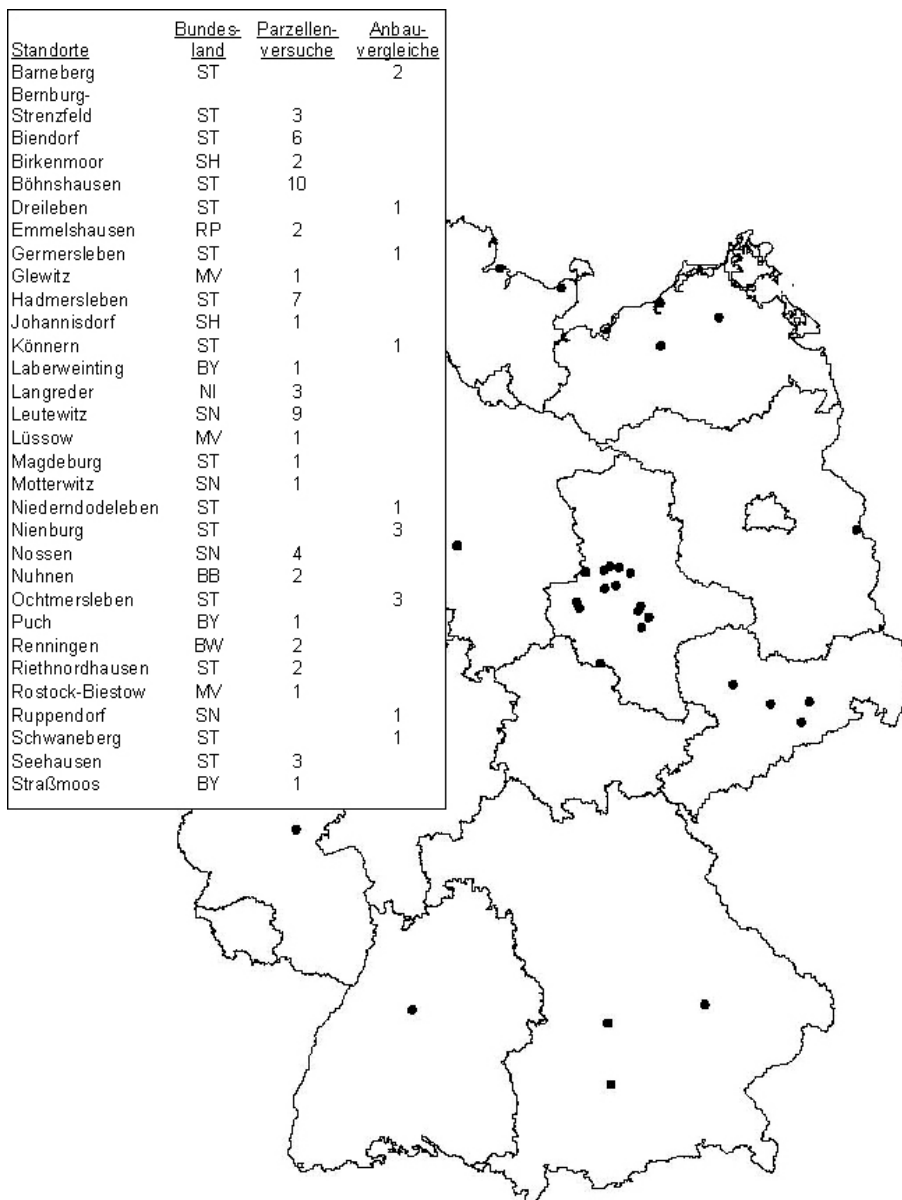 Bundes- Parzellen- Anbau-
Standorte land versuche vergleiche
Barneberg ST 2
Bernburg-
Strenzfeld ST 3
Biendorf ST 6
Birkenmoor SH 2
Böhnshausen ST 10
Dreileben ST 1
Emmelshausen RP 2
Germersleben ST 1
Glewitz MV 1
Hadmersleben ST 7
Johannisdorf SH 1
Könnern ST 1
Laberweinting BY 1
Langreder NI 3
Leutewitz SN 9
Lüssow MV 1
Magdeburg ST 1
Motterwitz SN 1
Niederndodeleben ST 1
Nienburg ST 3
Nossen SN 4
Nuhnen BB 2
Ochtmersleben ST 3
Puch BY 1
Renningen BW 2
Riethnordhausen ST 2
Rostock-Biestow MV 1
Ruppendorf SN 1
Schwaneberg ST 1
Seehausen ST 3
Straßmoos BY 1